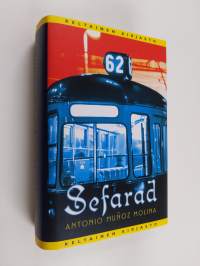 KELTAINEN KIRJASTO
62
Sefarad
ANTONIO MUÑOZ MOLINA
KELTAINEN KIRJASTO